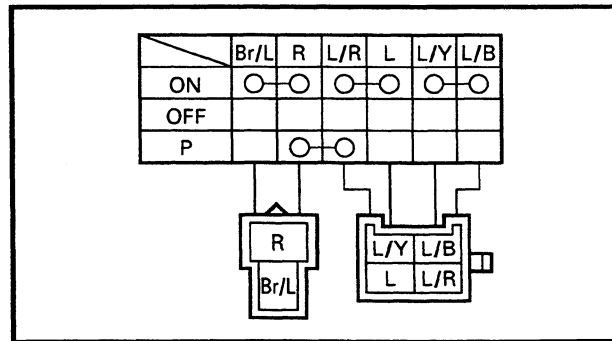 Br/L R L/R L L/Y L/B
ON
OFF
P
R
Br/L
L/Y L/B
L L/R